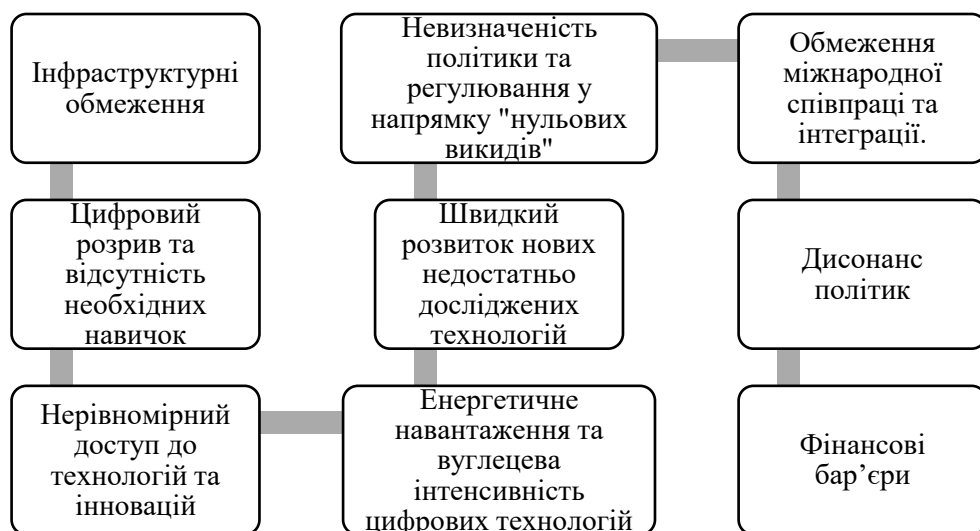 Інфраструктурні
обмеження
Цифровий
розрив та
відсутність
необхідних
навичок
Нерівномірний
доступ до
технологій та
інновацій
Енергетичне
навантаження та
вуглецева
інтенсивність
цифрових технологій
Швидкий
розвиток нових
недостатньо
досліджених
технологій
Невизначеність
політики та
регулювання у
напрямку "нульових
викидів"
Обмеження
міжнародної
співпраці та
інтеграції.
Дисонанс
політик
Фінансові
бар’єри